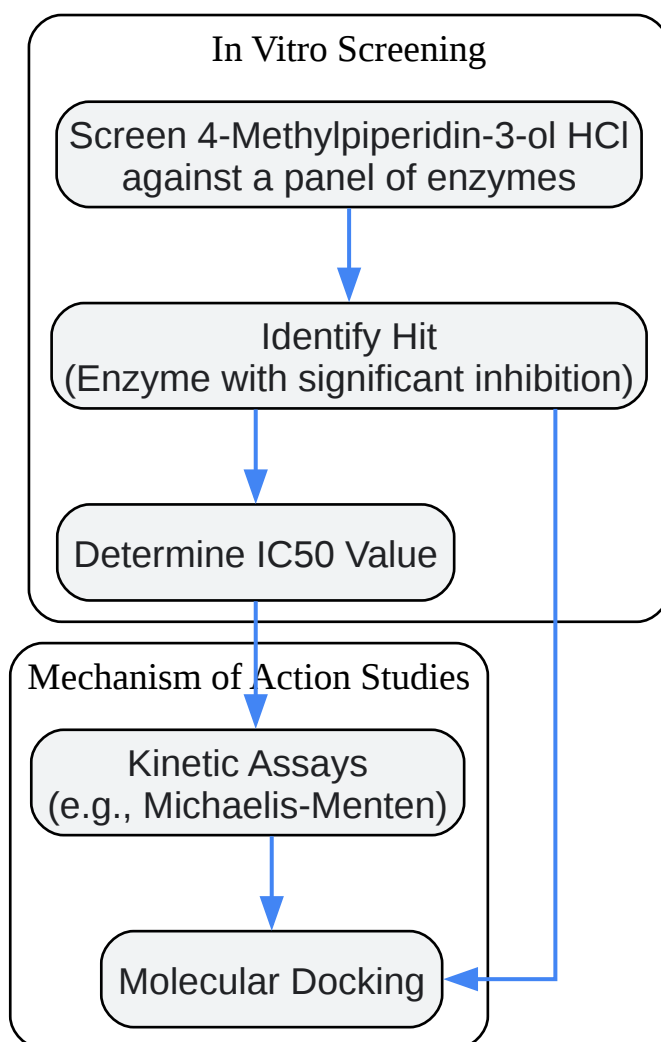 In Vitro Screening
Screen 4-Methylpiperidin-3-ol HCl
against a panel of enzymes
Identify Hit
(Enzyme with significant inhibition)
Determine IC50 Value
Mechanism of Action Studies
Kinetic Assays
(e.g., Michaelis-Menten)
Molecular Docking